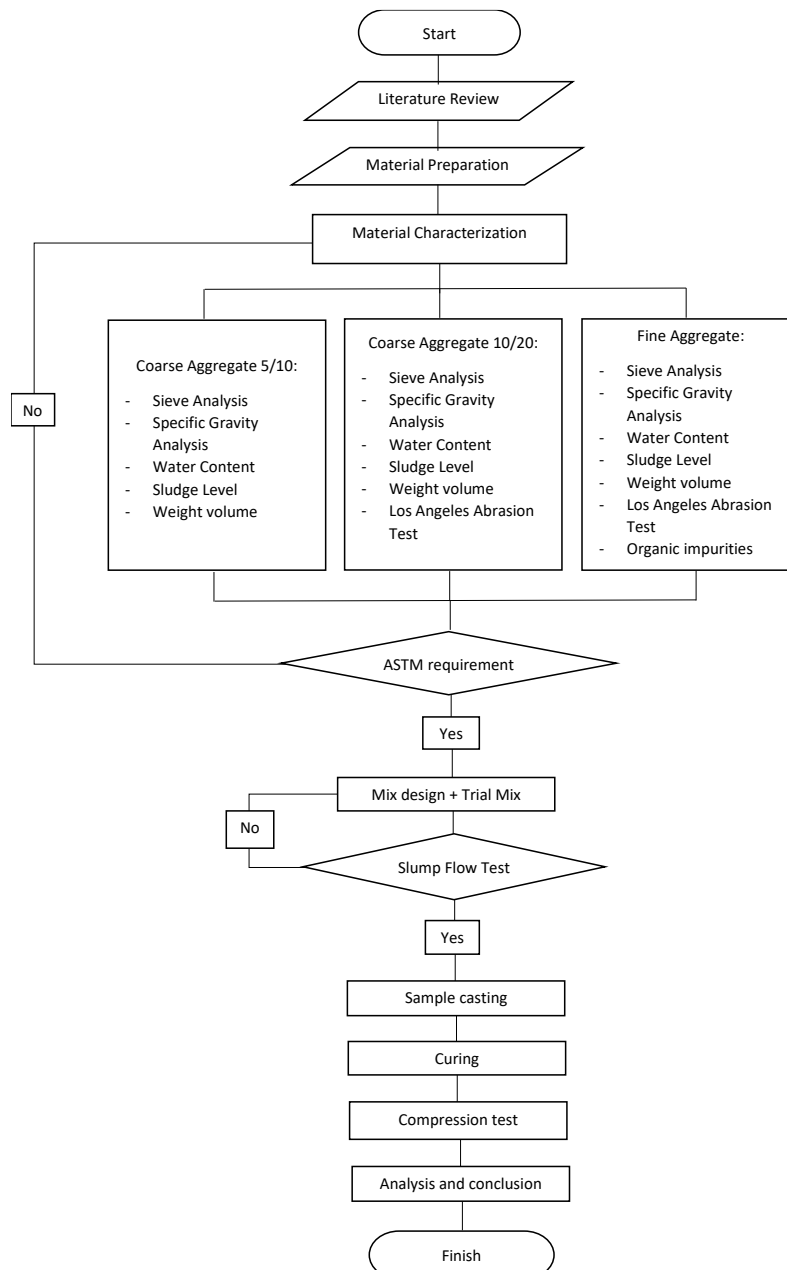 Start
Literature Review
Material Preparation
Material Characterization
Coarse Aggregate 5/10:
- Sieve Analysis
- Specific Gravity
Analysis
- Water Content
- Sludge Level
- Weight volume
Coarse Aggregate 10/20:
- Sieve Analysis
- Specific Gravity
Analysis
- Water Content
- Sludge Level
- Weight volume
- Los Angeles Abrasion
Test
Fine Aggregate:
- Sieve Analysis
- Specific Gravity
Analysis
- Water Content
- Sludge Level
- Weight volume
- Los Angeles Abrasion
Test
- Organic impurities
No
ASTM requirement
Yes
Mix design + Trial Mix
No
Slump Flow Test
Yes
Sample casting
Curing
Compression test
Analysis and conclusion
Finish